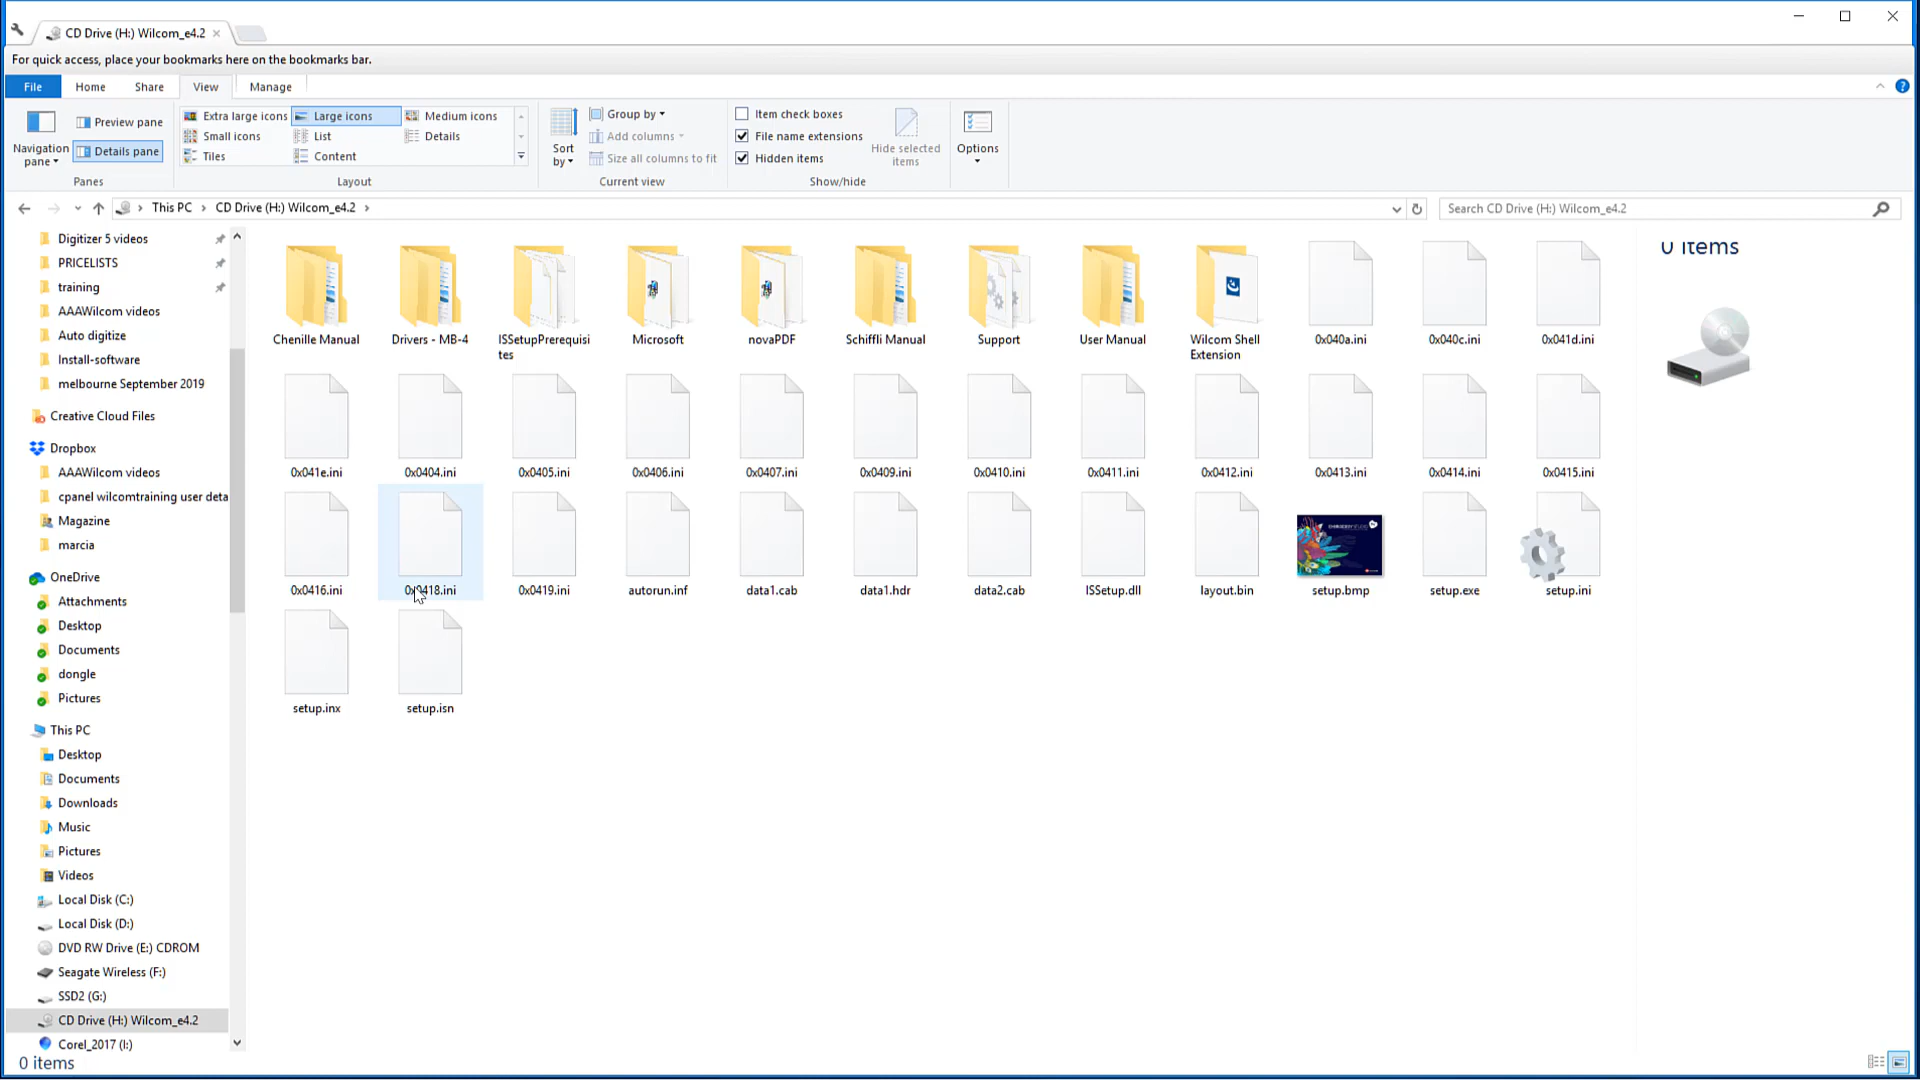 CD Drive (H:) Wilcom_e4.2
For quick access, place your bookmarks here on the bookmarks bar.
File Home Share View Manage
Navigation pane
Preview pane
Details pane
Panes
Extra large icons Large icons Medium icons
Small icons List Details
Tiles Content
Layout
Sort by
Group by
Add columns
Size all columns to fit
Current view
Item check boxes
File name extensions
Hidden items
Hide selected items
Show/hide
Options
This PC CD Drive (H:) Wilcom_e4.2
Search CD Drive (H:) Wilcom_e4.2
Digitizer 5 videos
PRICELISTS
training
AAAWilcom videos
Auto digitize
Install-software
melbourne September 2019
Creative Cloud Files
Dropbox
AAAWilcom videos
cpanel wilcomtraining user deta
Magazine
marcia
OneDrive
Attachments
Desktop
Documents
dongle
Pictures
This PC
Desktop
Documents
Downloads
Music
Pictures
Videos
Local Disk (C:)
Local Disk (D:)
DVD RW Drive (E:) CDROM
Seagate Wireless (F:)
SSD2 (G:)
CD Drive (H:) Wilcom_e4.2
Corel_2017 (I:)
0 items
Chenille Manual
Drivers - MB-4
ISSetupPrerequisi
tes
Microsoft
novaPDF
Schiffli Manual
Support
User Manual
Wilcom Shell
Extension
0x040a.ini
0x040c.ini
0x041d.ini
0x041e.ini
0x0404.ini
0x0405.ini
0x0406.ini
0x0407.ini
0x0409.ini
0x0410.ini
0x0411.ini
0x0412.ini
0x0413.ini
0x0414.ini
0x0415.ini
0x0416.ini
0x0418.ini
0x0419.ini
autorun.inf
data1.cab
data1.hdr
data2.cab
ISSetup.dll
layout.bin
setup.bmp
setup.exe
setup.ini
setup.inx
setup.isn
0 items